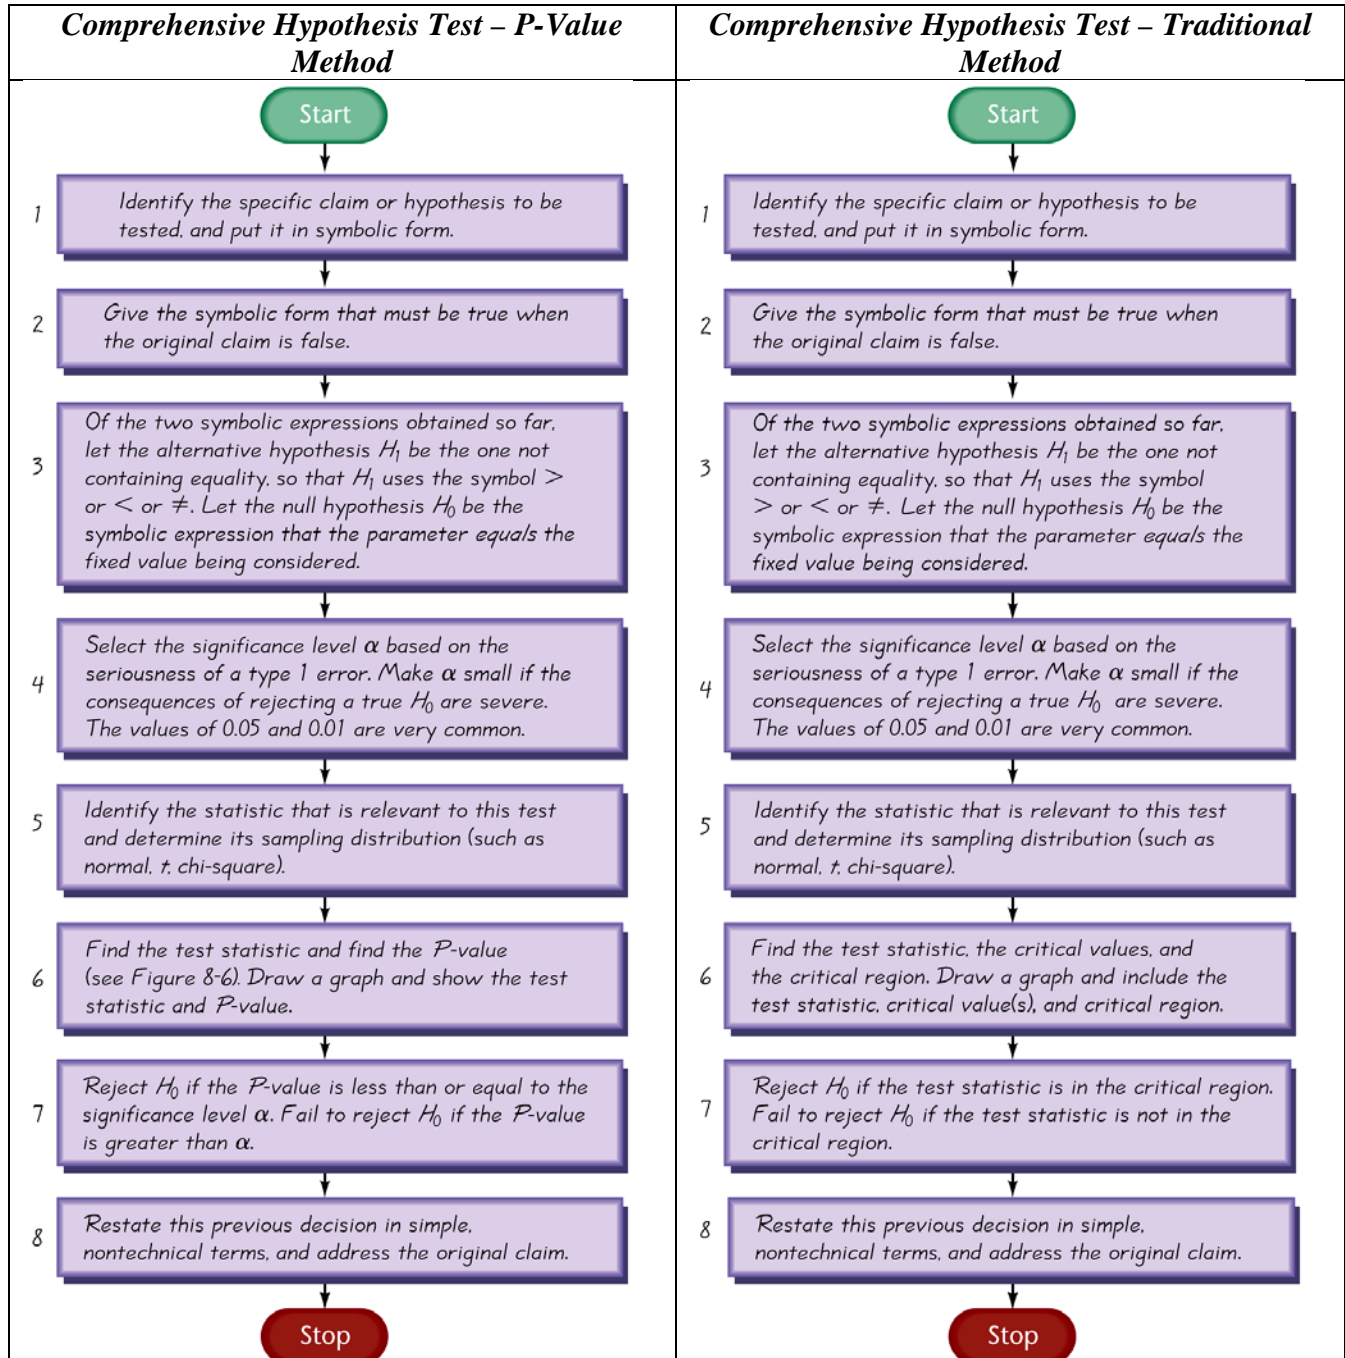 Comprehensive Hypothesis Test – P-Value
Method
Start
1
Identify the specific claim or hypothesis to be
tested, and put it in symbolic form.
2
Give the symbolic form that must be true when
the original claim is false.
3
Of the two symbolic expressions obtained so far,
let the alternative hypothesis H₁ be the one not
containing equality, so that H₁ uses the symbol >
or < or ≠. Let the null hypothesis H₀ be the
symbolic expression that the parameter equals the
fixed value being considered.
4
Select the significance level α based on the
seriousness of a type 1 error. Make α small if the
consequences of rejecting a true H₀ are severe.
The values of 0.05 and 0.01 are very common.
5
Identify the statistic that is relevant to this test
and determine its sampling distribution (such as
normal, t, chi-square).
6
Find the test statistic and find the P-value
(see Figure 8-6). Draw a graph and show the test
statistic and P-value.
7
Reject H₀ if the P-value is less than or equal to the
significance level α. Fail to reject H₀ if the P-value
is greater than α.
8
Restate this previous decision in simple,
nontechnical terms, and address the original claim.
Stop
Comprehensive Hypothesis Test – Traditional
Method
Start
1
Identify the specific claim or hypothesis to be
tested, and put it in symbolic form.
2
Give the symbolic form that must be true when
the original claim is false.
3
Of the two symbolic expressions obtained so far,
let the alternative hypothesis H₁ be the one not
containing equality, so that H₁ uses the symbol
> or < or ≠. Let the null hypothesis H₀ be the
symbolic expression that the parameter equals the
fixed value being considered.
4
Select the significance level α based on the
seriousness of a type 1 error. Make α small if the
consequences of rejecting a true H₀ are severe.
The values of 0.05 and 0.01 are very common.
5
Identify the statistic that is relevant to this test
and determine its sampling distribution (such as
normal, t, chi-square).
6
Find the test statistic, the critical values, and
the critical region. Draw a graph and include the
test statistic, critical value(s), and critical region.
7
Reject H₀ if the test statistic is in the critical region.
Fail to reject H₀ if the test statistic is not in the
critical region.
8
Restate this previous decision in simple,
nontechnical terms, and address the original claim.
Stop